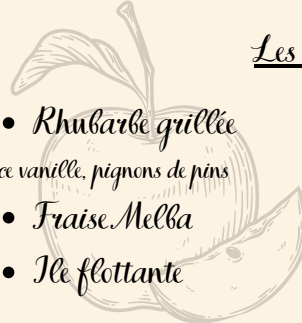 Les
• Rhubarbe grillée
ce vanille, pignons de pins
• Fraise Melba
• Ile flottante